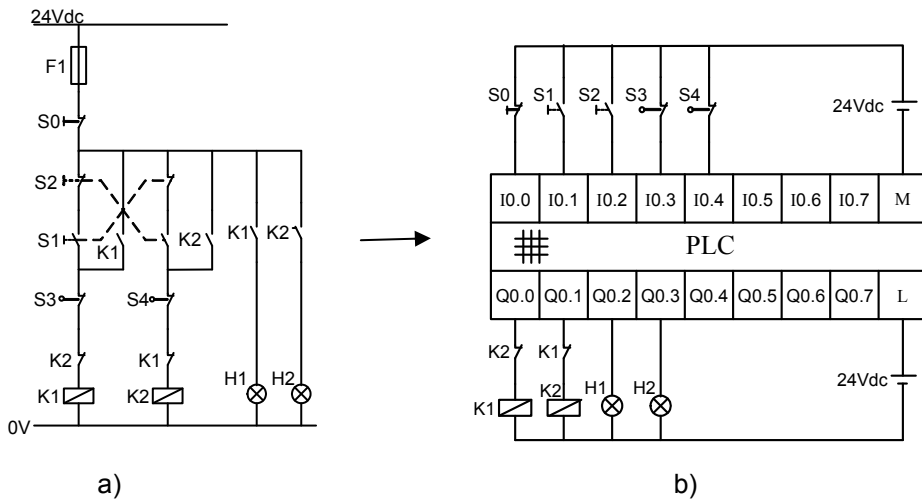 24Vdc
F1
S0
S2
S1
K1
K2
K1
K2
S3
S4
K2
K1
K1
K2
H1
H2
0V
a)
S0 S1 S2 S3 S4
24Vdc
I0.0 I0.1 I0.2 I0.3 I0.4 I0.5 I0.6 I0.7 M
PLC
Q0.0 Q0.1 Q0.2 Q0.3 Q0.4 Q0.5 Q0.6 Q0.7 L
K2 K1
24Vdc
K1 K2 H1 H2
b)